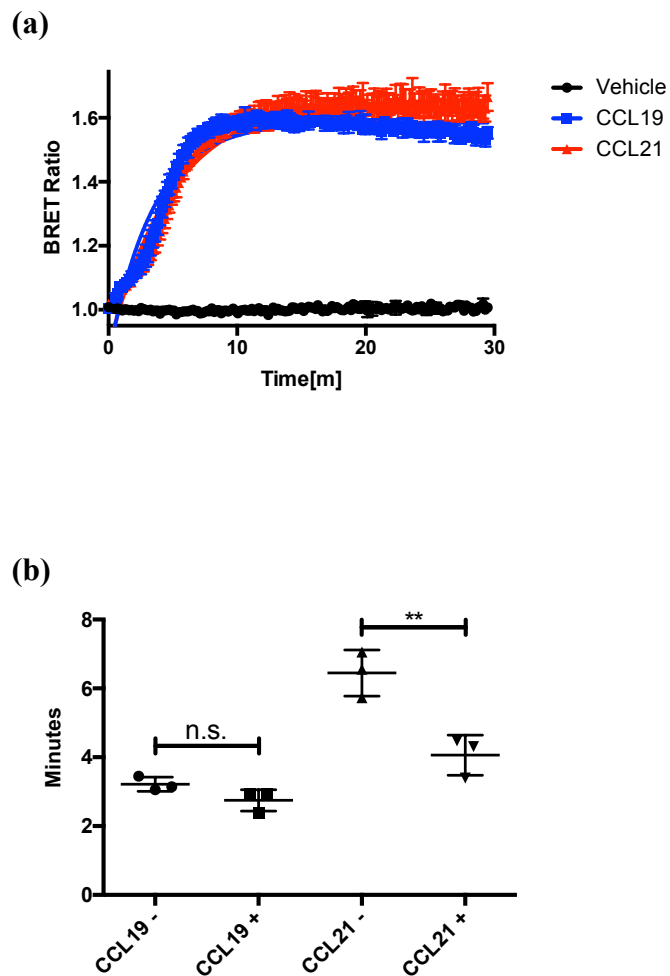 (a)
BRET Ratio
1.6
1.4
1.2
1.0
0
10
20
30
Time[m]
Vehicle
CCL19
CCL21
(b)
Minutes
8
6
4
2
0
n.s.
**
CCL19 -
CCL19 +
CCL21 -
CCL21 +